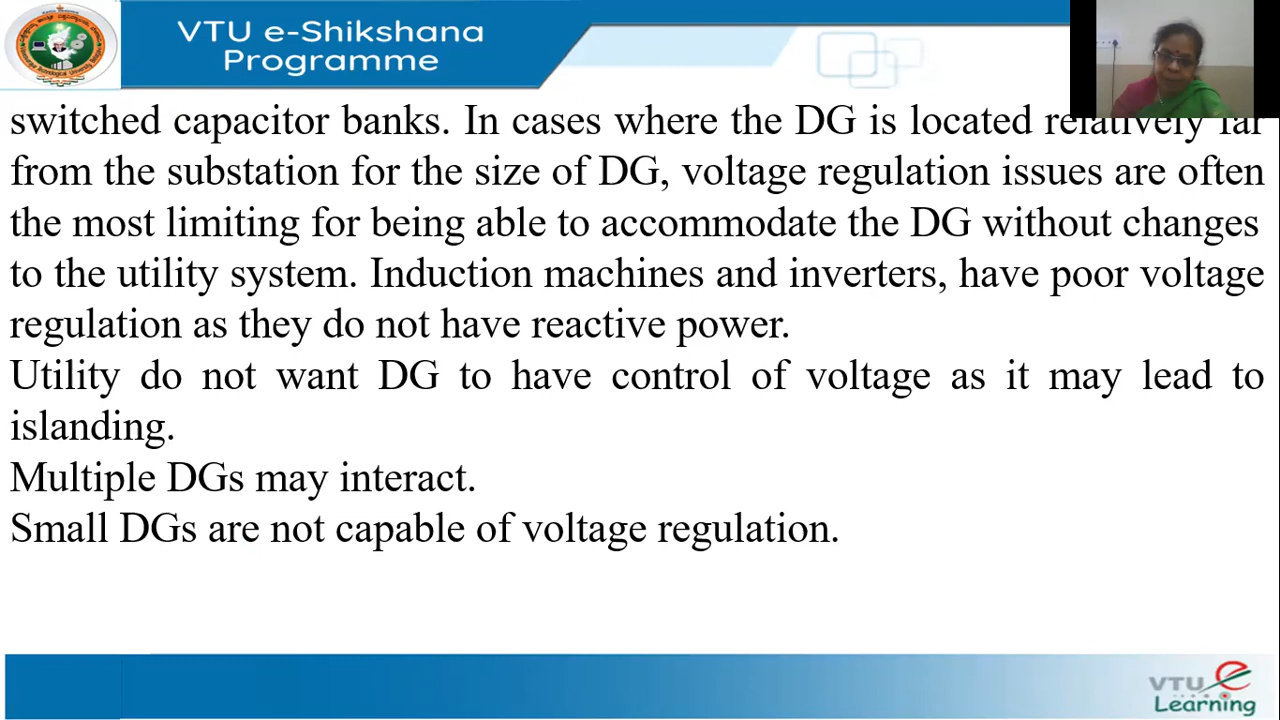 VTU e-Shikshana
Programme
switched capacitor banks. In cases where the DG is located relatively far
from the substation for the size of DG, voltage regulation issues are often
the most limiting for being able to accommodate the DG without changes
to the utility system. Induction machines and inverters, have poor voltage
regulation as they do not have reactive power.
Utility do not want DG to have control of voltage as it may lead to
islanding.
Multiple DGs may interact.
Small DGs are not capable of voltage regulation.
VTU e
Learning